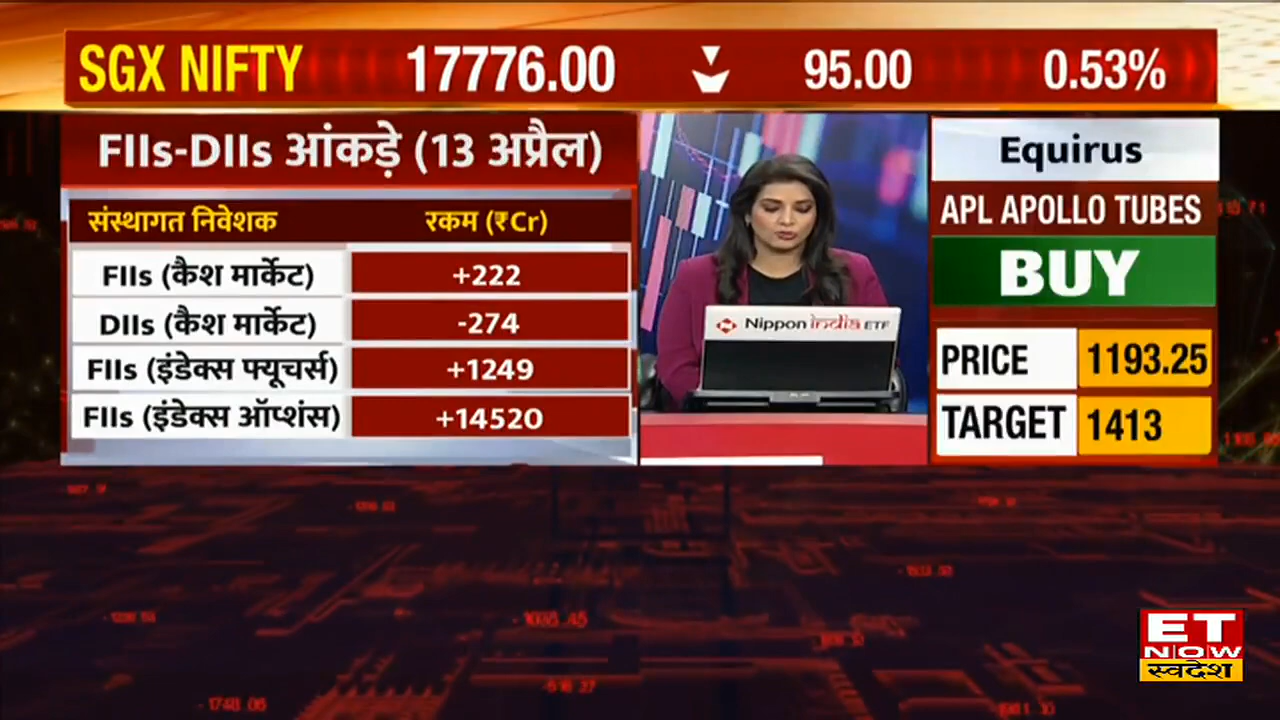 SGX NIFTY 17776.00 95.00 0.53%
FIIs-DIIs आंकड़े (13 अप्रैल)
संस्थागत निवेशक रकम (₹Cr)
FIIs (कैश मार्केट) +222
DIIs (कैश मार्केट) -274
FIIs (इंडेक्स फ्यूचर्स) +1249
FIIs (इंडेक्स ऑप्शंस) +14520
Nippon india ETF
Equirus
APL APOLLO TUBES
BUY
PRICE 1193.25
TARGET 1413
ET
NOW
स्वदेश